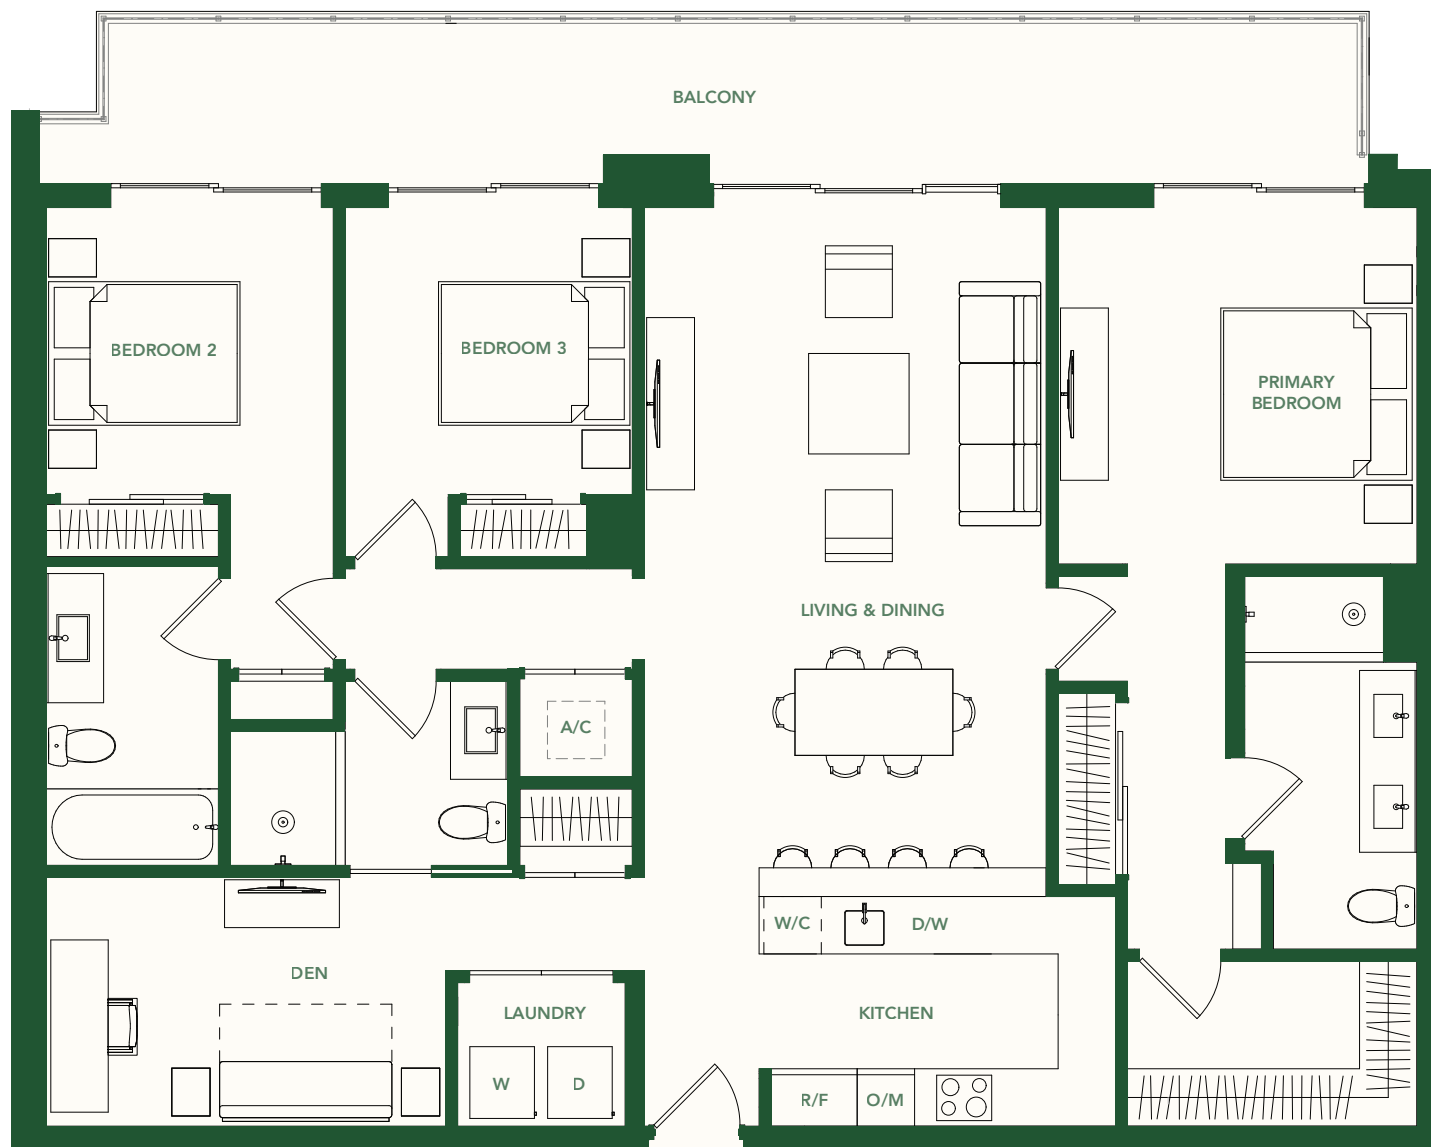 BALCONY
BEDROOM 2
BEDROOM 3
PRIMARY
BEDROOM
LIVING & DINING
A/C
W/C
D/W
DEN
LAUNDRY
KITCHEN
W
D
R/F
O/M